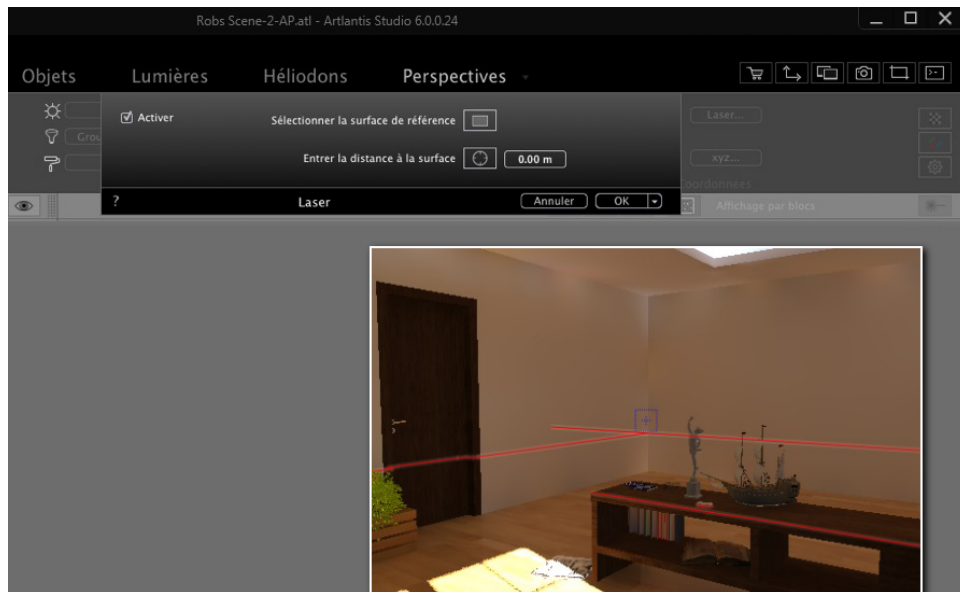 Robs Scene-2-AP.atl - Artlantis Studio 6.0.0.24
Objets Lumières Héliodons Perspectives
Activer Sélectionner la surface de référence Laser...
Entrer la distance à la surface 0.00 m xyz...
? Laser Annuler OK Affichage par blocs